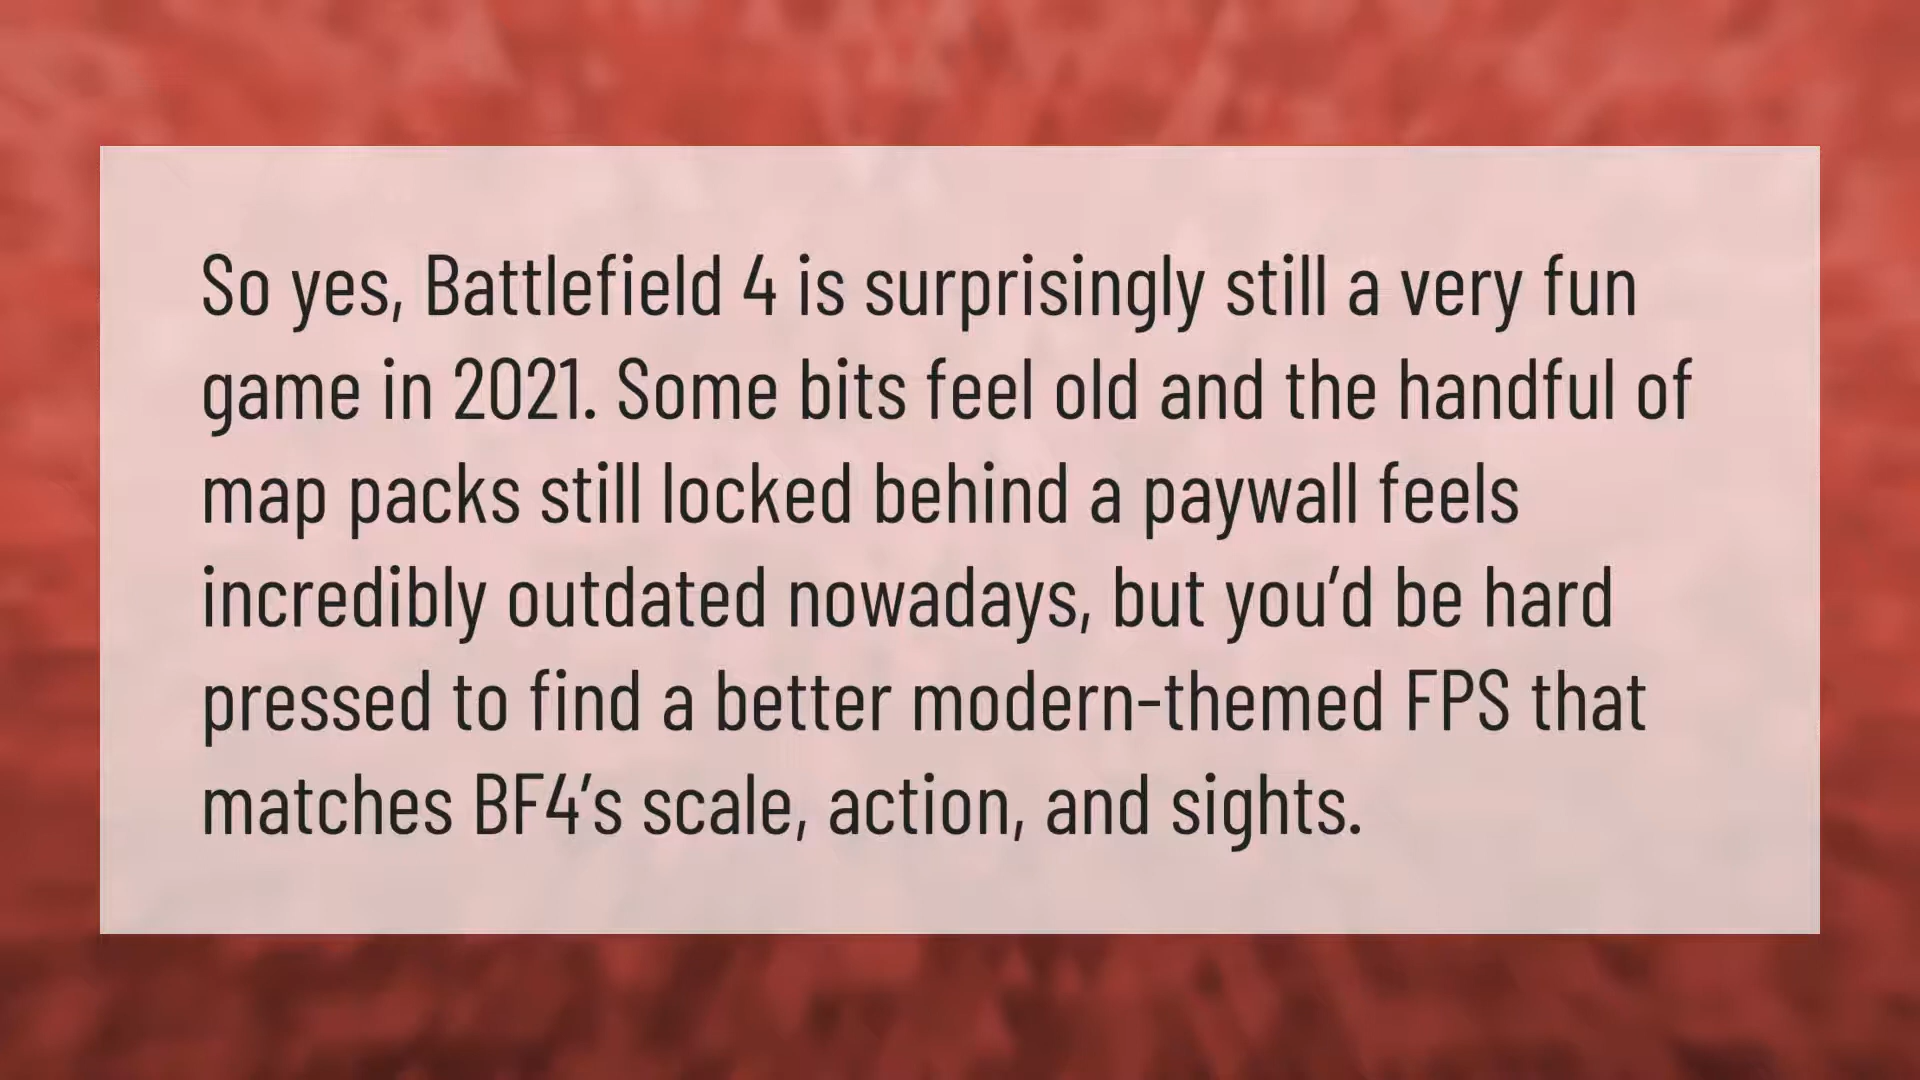 So yes, Battlefield 4 is surprisingly still a very fun
game in 2021. Some bits feel old and the handful of
map packs still locked behind a paywall feels
incredibly outdated nowadays, but you’d be hard
pressed to find a better modern-themed FPS that
matches BF4’s scale, action, and sights.